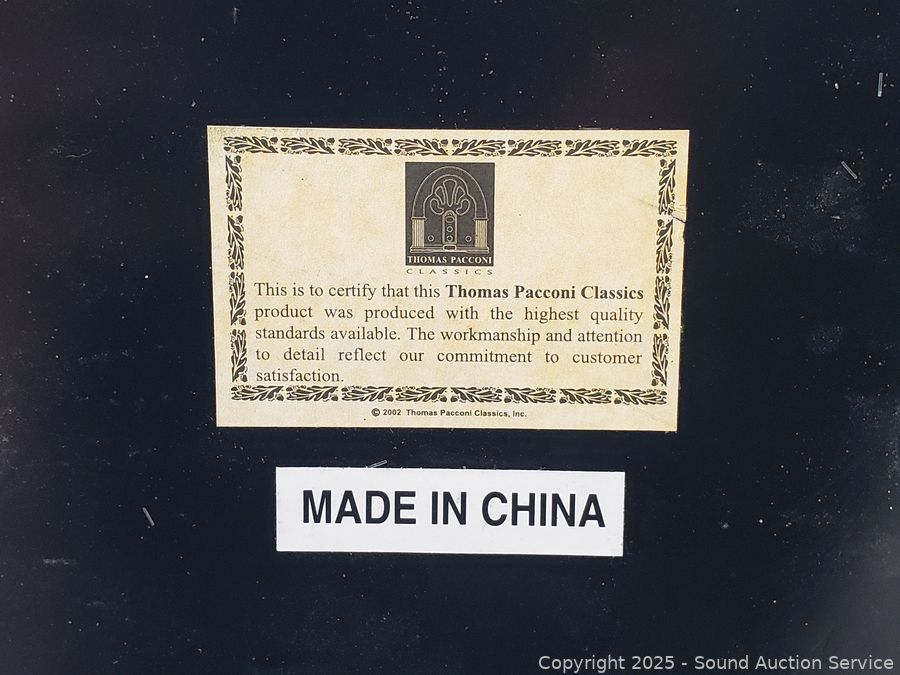 THOMAS PACCONI
CLASSICS
This is to certify that this Thomas Pacconi Classics
product was produced with the highest quality
standards available. The workmanship and attention
to detail reflect our commitment to customer
satisfaction.
© 2002 Thomas Pacconi Classics, Inc.
MADE IN CHINA
Copyright 2025 - Sound Auction Service